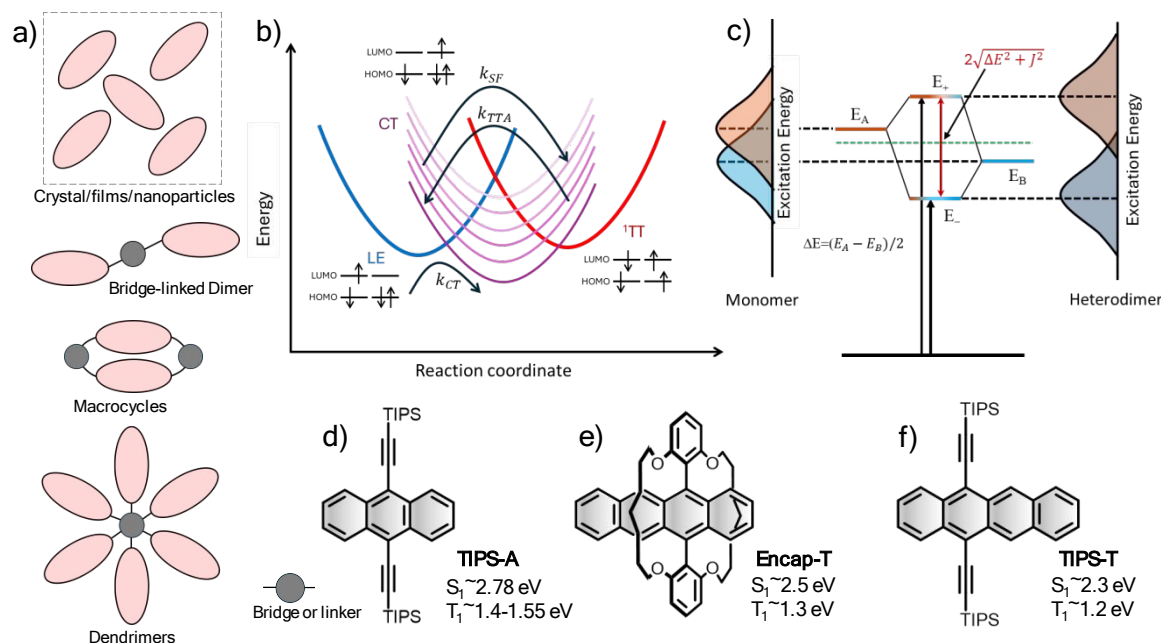 a)
Crystal/films/nanoparticles
Bridge-linked Dimer
Macrocycles
Dendrimers
Bridge or linker
b)
Energy
LUMO
HOMO
k_SF
k_TTA
CT
LE
¹TT
LUMO
HOMO
k_CT
LUMO
HOMO
Reaction coordinate
c)
2√ΔE² + J²
Excitation Energy
E_A
E₊
E_B
E₋
Excitation Energy
ΔE=(E_A − E_B)/2
Monomer
Heterodimer
d)
TIPS
TIPS
TIPS-A
S₁~2.78 eV
T₁~1.4-1.55 eV
e)
O
O
O
O
Encap-T
S₁~2.5 eV
T₁~1.3 eV
f)
TIPS
TIPS
TIPS-T
S₁~2.3 eV
T₁~1.2 eV